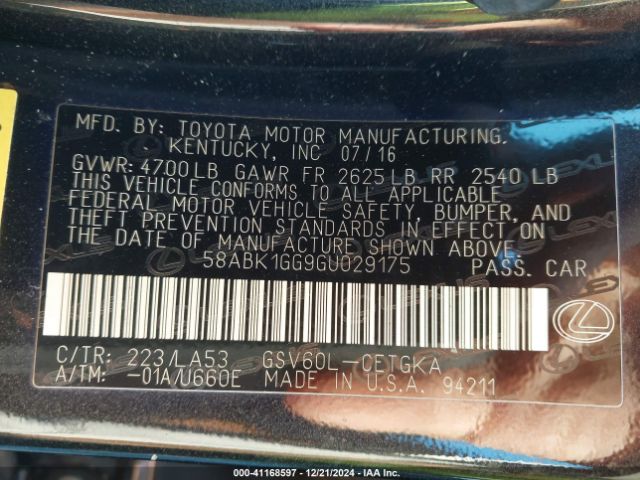 MFD. BY: TOYOTA MOTOR MANUFACTURING,
KENTUCKY, INC 07/16
GVWR: 4700LB GAWR FR 2625LB RR 2540LB
THIS VEHICLE CONFORMS TO ALL APPLICABLE
FEDERAL MOTOR VEHICLE SAFETY, BUMPER, AND
THEFT PREVENTION STANDARDS IN EFFECT ON
THE DATE OF MANUFACTURE SHOWN ABOVE.
58ABK1GG9GU029175 PASS. CAR
C/TR: 223/LA53 GSV60L-CETGKA
A/TM: -01A/U660E MADE IN U.S.A. 94211
LEXUS
000-41168597 - 12/21/2024 - IAA Inc.